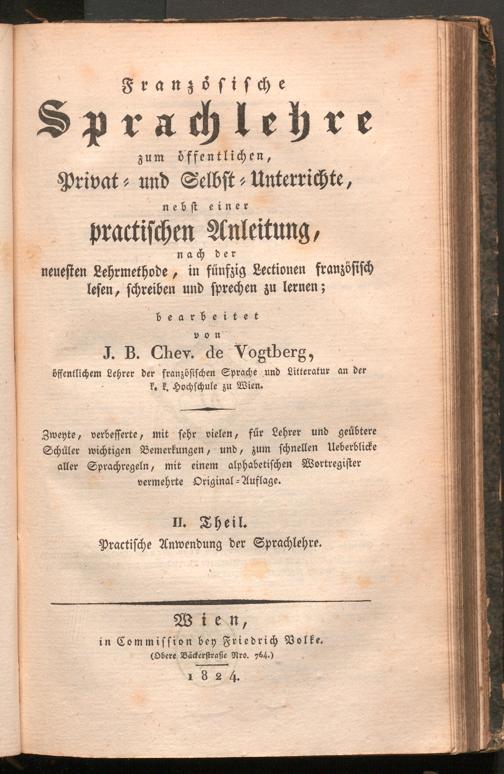 Französische
Sprachlehre
zum öffentlichen,
Privat- und Selbst-Unterrichte,
nebst einer
practischen Anleitung,
nach der
neuesten Lehrmethode, in fünfzig Lectionen französisch
lesen, schreiben und sprechen zu lernen;
bearbeitet
von
J. B. Chev. de Vogtberg,
öffentlichem Lehrer der französischen Sprache und Litteratur an der
k. k. Hochschule zu Wien.
Zweyte, verbesserte, mit sehr vielen, für Lehrer und geübtere
Schüler wichtigen Bemerkungen, und, zum schnellen Ueberblicke
aller Sprachregeln, mit einem alphabetischen Wortregister
vermehrte Original-Auflage.
II. Theil.
Practische Anwendung der Sprachlehre.
Wien,
in Commission bey Friedrich Volke.
(Obere Bäckerstraße Nro. 764.)
1824.